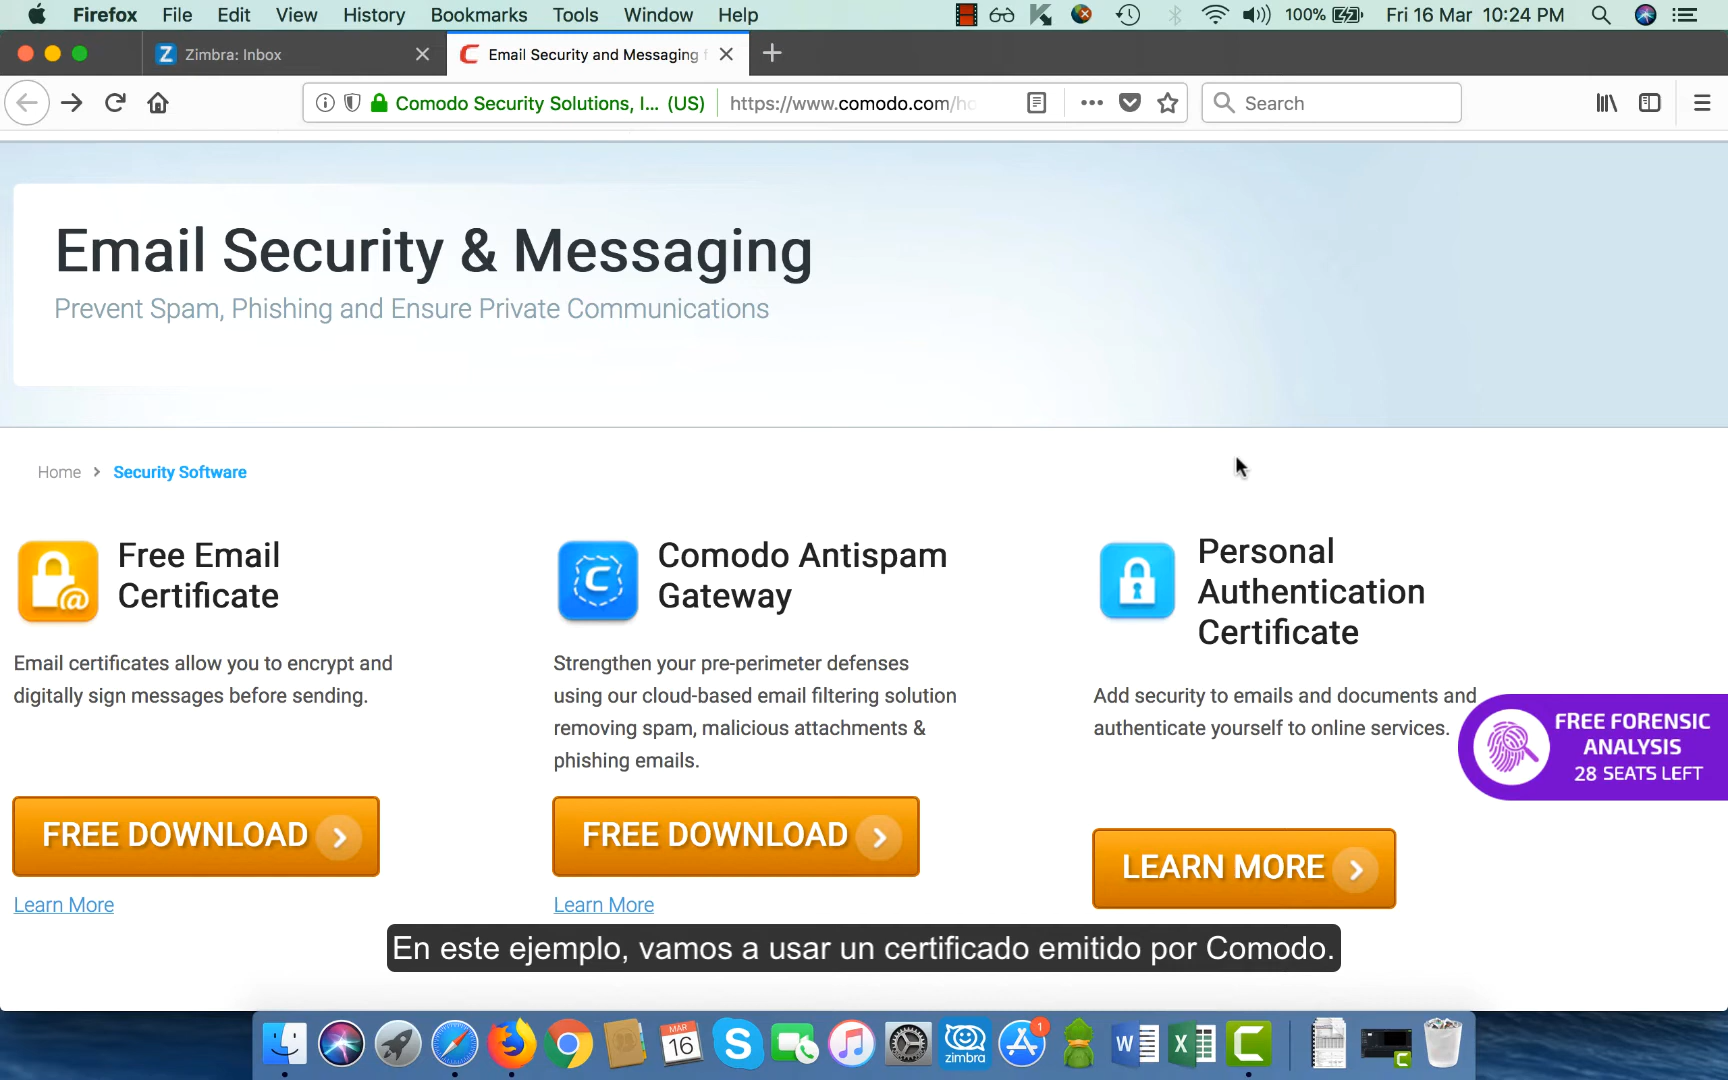 Firefox File Edit View History Bookmarks Tools Window Help 100% Fri 16 Mar 10:24 PM
Zimbra: Inbox
Email Security and Messaging
Comodo Security Solutions, I... (US) https://www.comodo.com/ho
Search
Email Security & Messaging
Prevent Spam, Phishing and Ensure Private Communications
Home > Security Software
Free Email
Certificate
Email certificates allow you to encrypt and
digitally sign messages before sending.
FREE DOWNLOAD
Learn More
Comodo Antispam
Gateway
Strengthen your pre-perimeter defenses
using our cloud-based email filtering solution
removing spam, malicious attachments &
phishing emails.
FREE DOWNLOAD
Learn More
Personal
Authentication
Certificate
Add security to emails and documents and
authenticate yourself to online services.
LEARN MORE
FREE FORENSIC
ANALYSIS
28 SEATS LEFT
En este ejemplo, vamos a usar un certificado emitido por Comodo.
MAR
16
zimbra
1